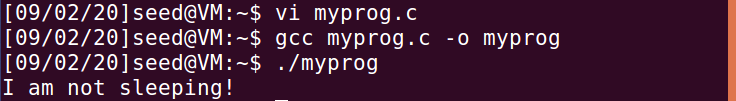 [09/02/20]seed@VM:~$ vi myprog.c
[09/02/20]seed@VM:~$ gcc myprog.c -o myprog
[09/02/20]seed@VM:~$ ./myprog
I am not sleeping!